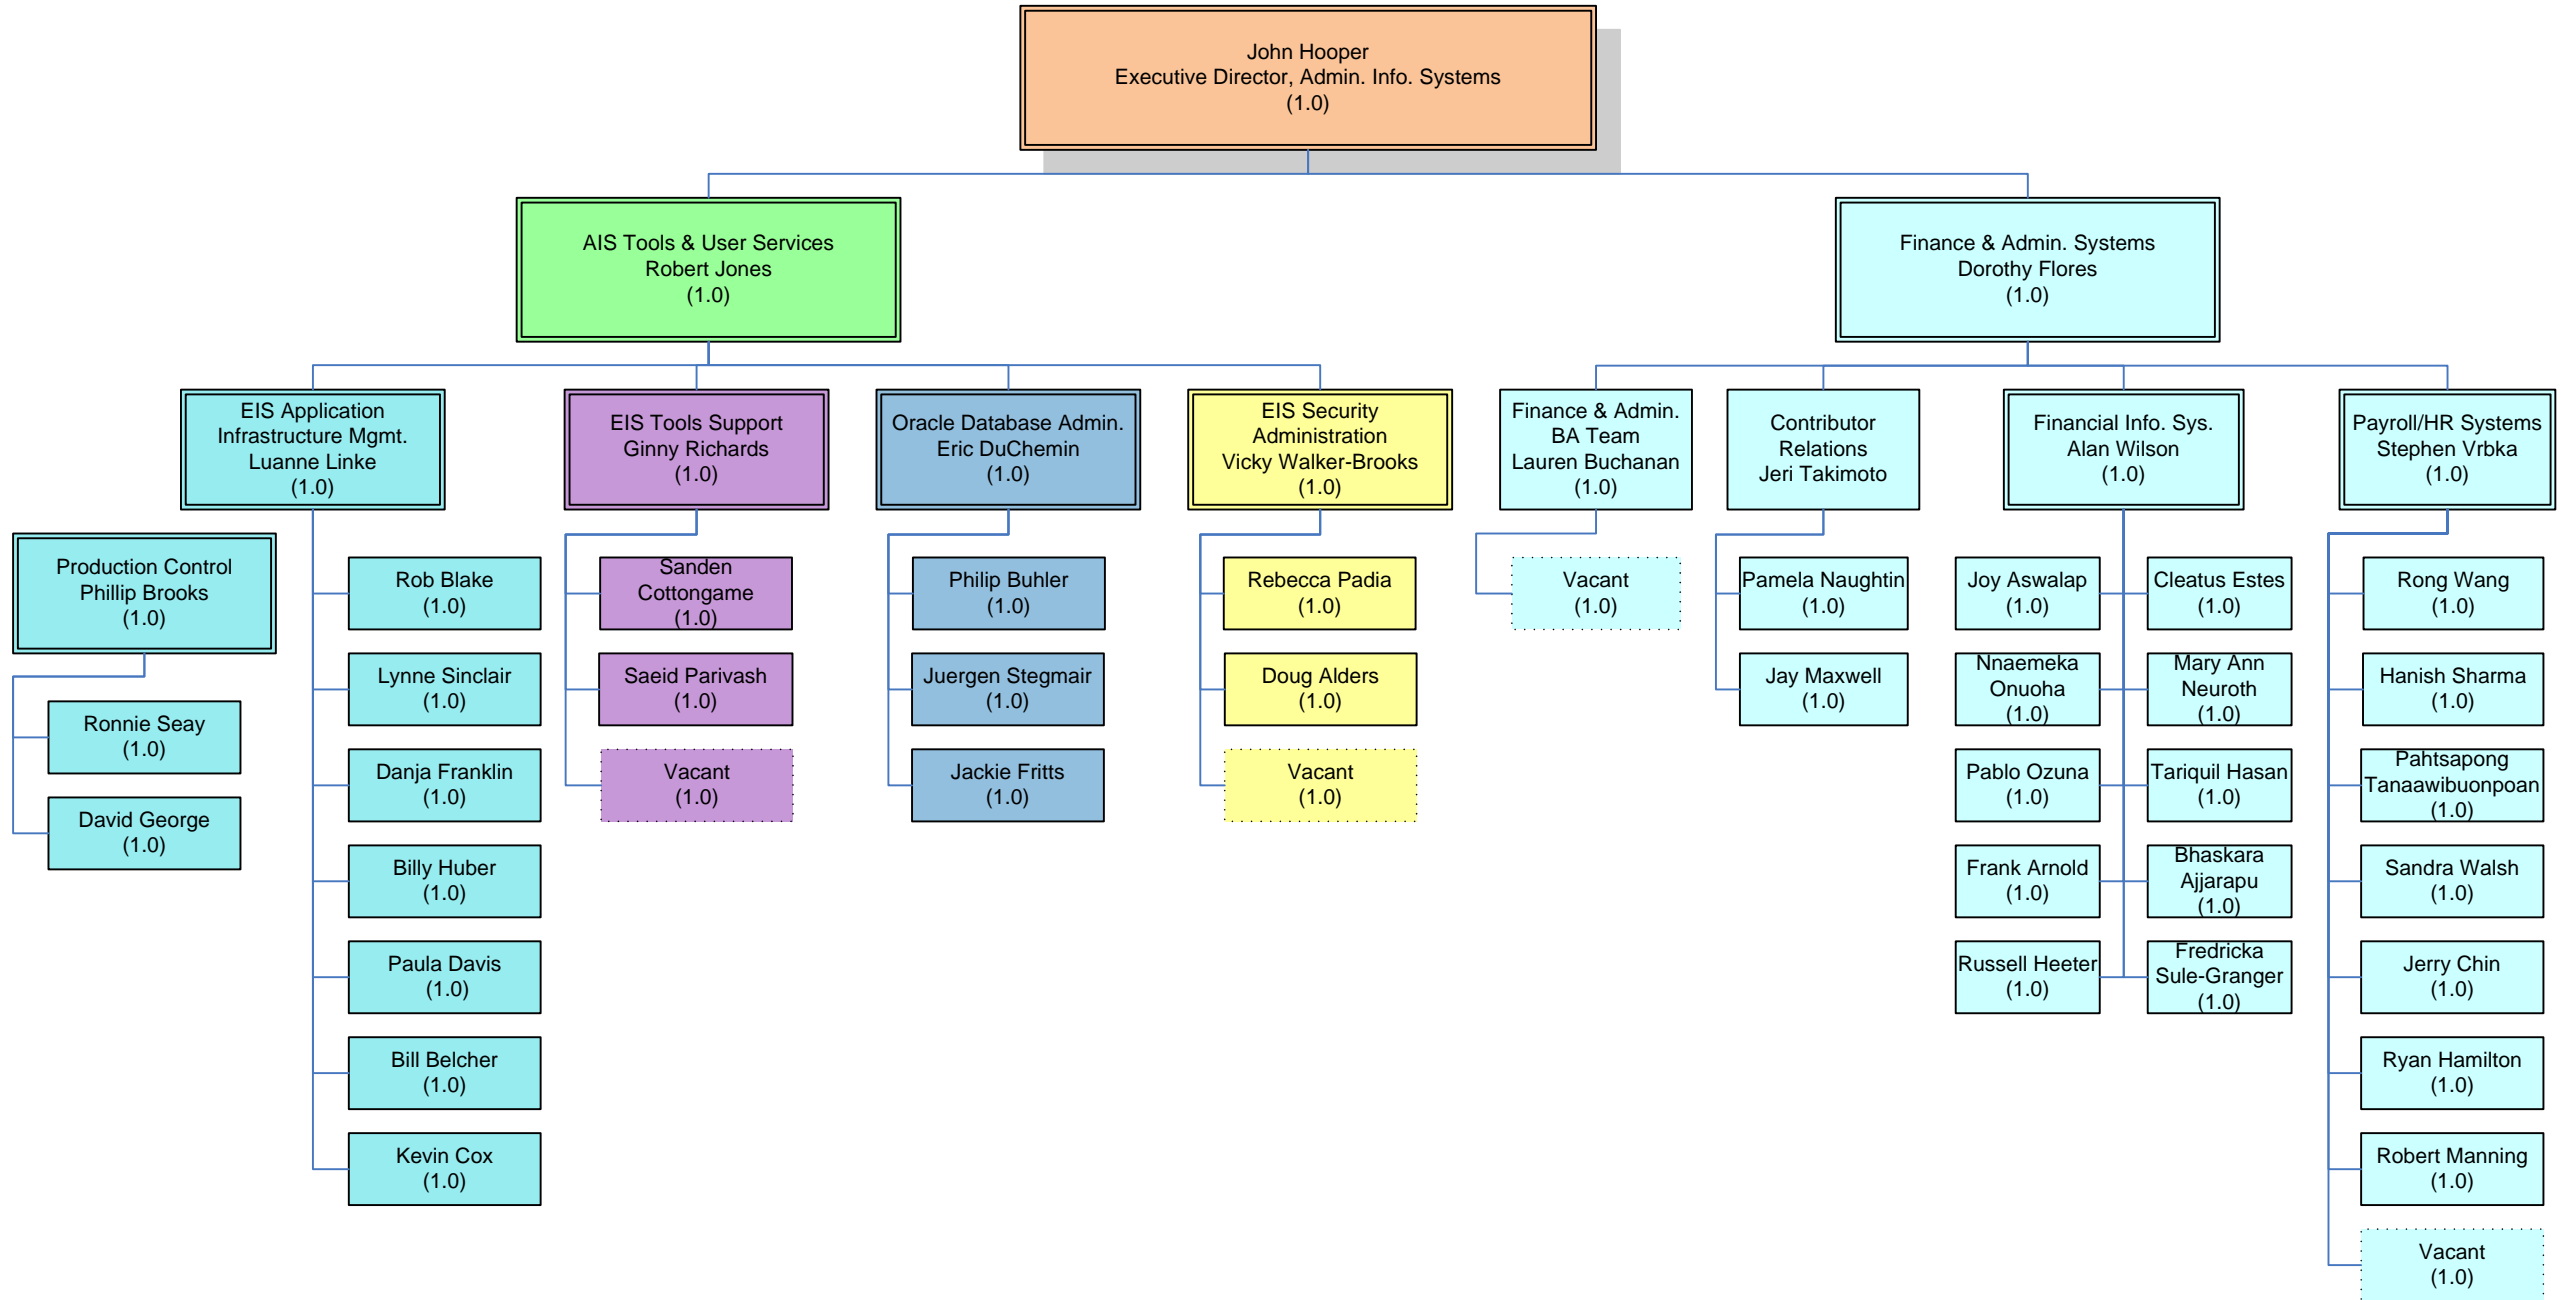 John Hooper
Executive Director, Admin. Info. Systems
(1.0)
AIS Tools & User Services
Robert Jones
(1.0)
Finance & Admin. Systems
Dorothy Flores
(1.0)
EIS Application
Infrastructure Mgmt.
Luanne Linke
(1.0)
EIS Tools Support
Ginny Richards
(1.0)
Oracle Database Admin.
Eric DuChemin
(1.0)
EIS Security
Administration
Vicky Walker-Brooks
(1.0)
Finance & Admin.
BA Team
Lauren Buchanan
(1.0)
Contributor
Relations
Jeri Takimoto
Financial Info. Sys.
Alan Wilson
(1.0)
Payroll/HR Systems
Stephen Vrbka
(1.0)
Production Control
Phillip Brooks
(1.0)
Ronnie Seay
(1.0)
David George
(1.0)
Rob Blake
(1.0)
Lynne Sinclair
(1.0)
Danja Franklin
(1.0)
Billy Huber
(1.0)
Paula Davis
(1.0)
Bill Belcher
(1.0)
Kevin Cox
(1.0)
Sanden
Cottongame
(1.0)
Saeid Parivash
(1.0)
Vacant
(1.0)
Philip Buhler
(1.0)
Juergen Stegmair
(1.0)
Jackie Fritts
(1.0)
Rebecca Padia
(1.0)
Doug Alders
(1.0)
Vacant
(1.0)
Vacant
(1.0)
Pamela Naughtin
(1.0)
Jay Maxwell
(1.0)
Joy Aswalap
(1.0)
Nnaemeka
Onuoha
(1.0)
Pablo Ozuna
(1.0)
Frank Arnold
(1.0)
Russell Heeter
(1.0)
Cleatus Estes
(1.0)
Mary Ann
Neuroth
(1.0)
Tariquil Hasan
(1.0)
Bhaskara
Ajjarapu
(1.0)
Fredricka
Sule-Granger
(1.0)
Rong Wang
(1.0)
Hanish Sharma
(1.0)
Pahtsapong
Tanaawibuonpoan
(1.0)
Sandra Walsh
(1.0)
Jerry Chin
(1.0)
Ryan Hamilton
(1.0)
Robert Manning
(1.0)
Vacant
(1.0)